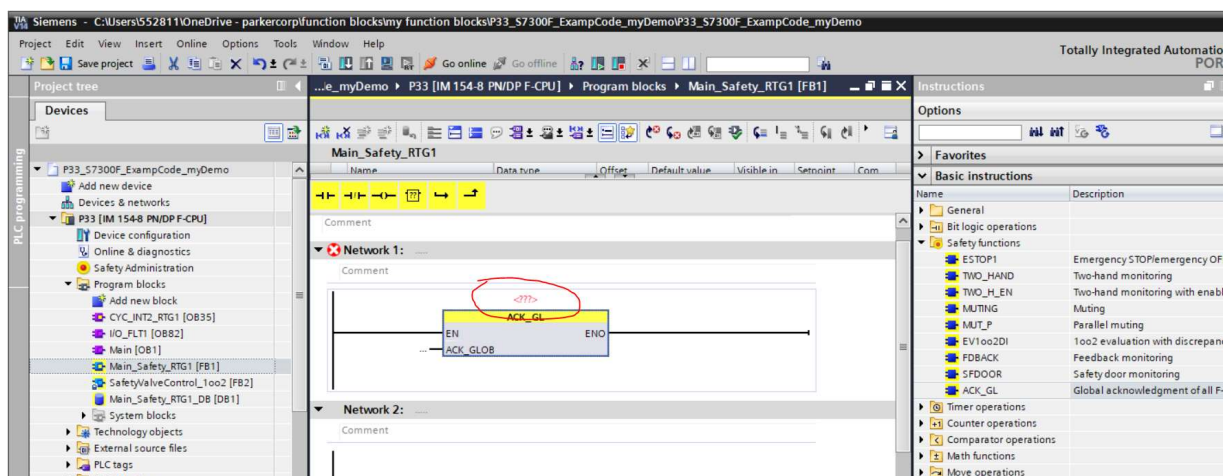 TIA V14 Siemens - C:\Users\552811\OneDrive - parkercorp\function blocks\my function blocks\P33_S7300F_ExampCode_myDemo\P33_S7300F_ExampCode_myDemo
Project Edit View Insert Online Options Tools Window Help
Totally Integrated Automatio
POR
Save project Go online Go offline
Project tree
...e_myDemo P33 [IM 154-8 PN/DP F-CPU] Program blocks Main_Safety_RTG1 [FB1]
Instructions
Devices
Options
PLC programming
P33_S7300F_ExampCode_myDemo
Add new device
Devices & networks
P33 [IM 154-8 PN/DP F-CPU]
Device configuration
Online & diagnostics
Safety Administration
Program blocks
Add new block
CYC_INT2_RTG1 [OB35]
I/O_FLT1 [OB82]
Main [OB1]
Main_Safety_RTG1 [FB1]
SafetyValveControl_1oo2 [FB2]
Main_Safety_RTG1_DB [DB1]
System blocks
Technology objects
External source files
PLC tags
Main_Safety_RTG1
Name Data type Offset Default value Visible in Setpoint Com
??
Comment
Network 1: ......
Comment
<???>
ACK_GL
EN ENO
... ACK_GLOB
Network 2: ......
Comment
Favorites
Basic instructions
Name Description
General
Bit logic operations
Safety functions
ESTOP1 Emergency STOP/emergency OF
TWO_HAND Two-hand monitoring
TWO_H_EN Two-hand monitoring with enabl
MUTING Muting
MUT_P Parallel muting
EV1oo2DI 1oo2 evaluation with discrepan
FDBACK Feedback monitoring
SFDOOR Safety door monitoring
ACK_GL Global acknowledgment of all F-
Timer operations
+1 Counter operations
Comparator operations
Math functions
Move operations